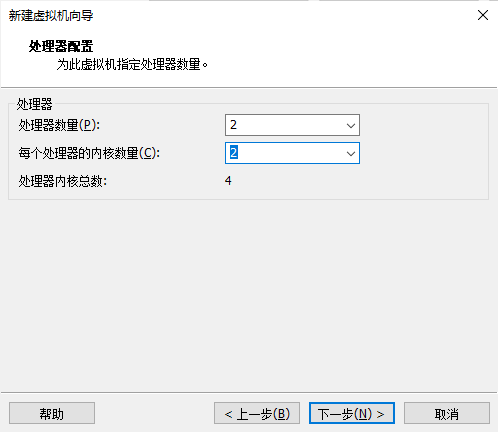 新建虚拟机向导
处理器配置
为此虚拟机指定处理器数量。
处理器
处理器数量(P): 2
每个处理器的内核数量(C): 2
处理器内核总数: 4
帮助 < 上一步(B) 下一步(N) > 取消